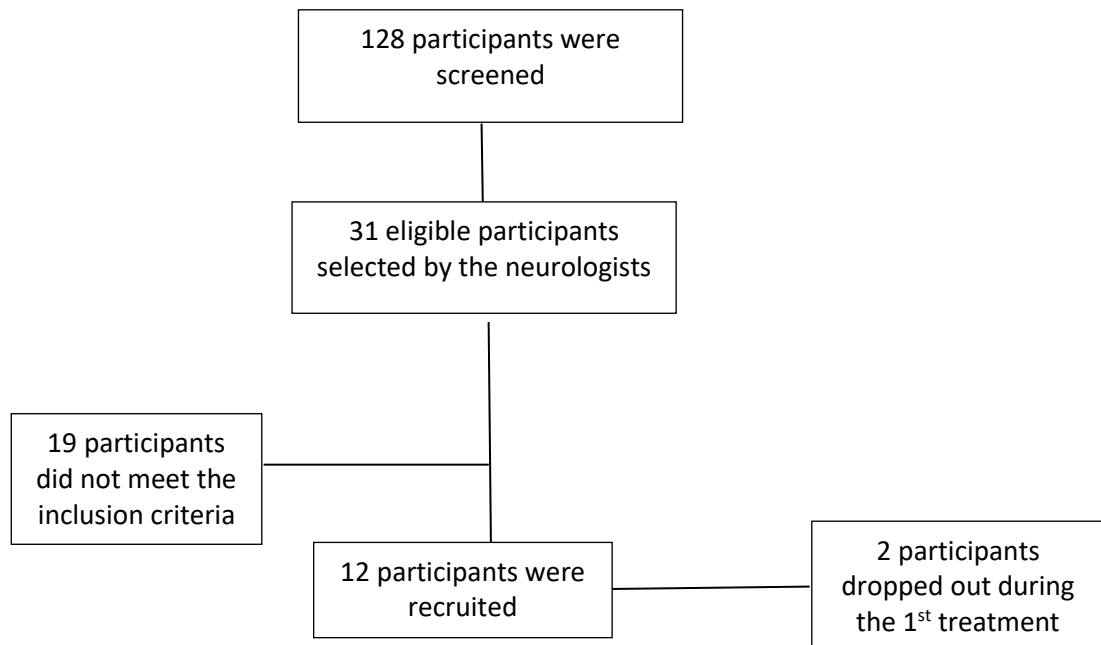 128 participants were
screened
31 eligible participants
selected by the neurologists
19 participants
did not meet the
inclusion criteria
12 participants were
recruited
2 participants
dropped out during
the 1st treatment